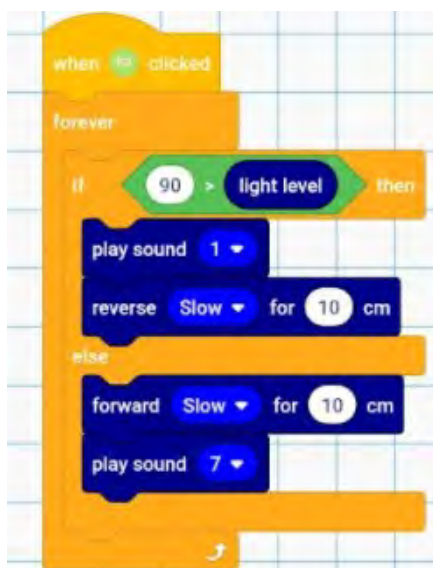 when clicked
forever
if 90 > light level then
play sound 1
reverse Slow for 10 cm
else
forward Slow for 10 cm
play sound 7